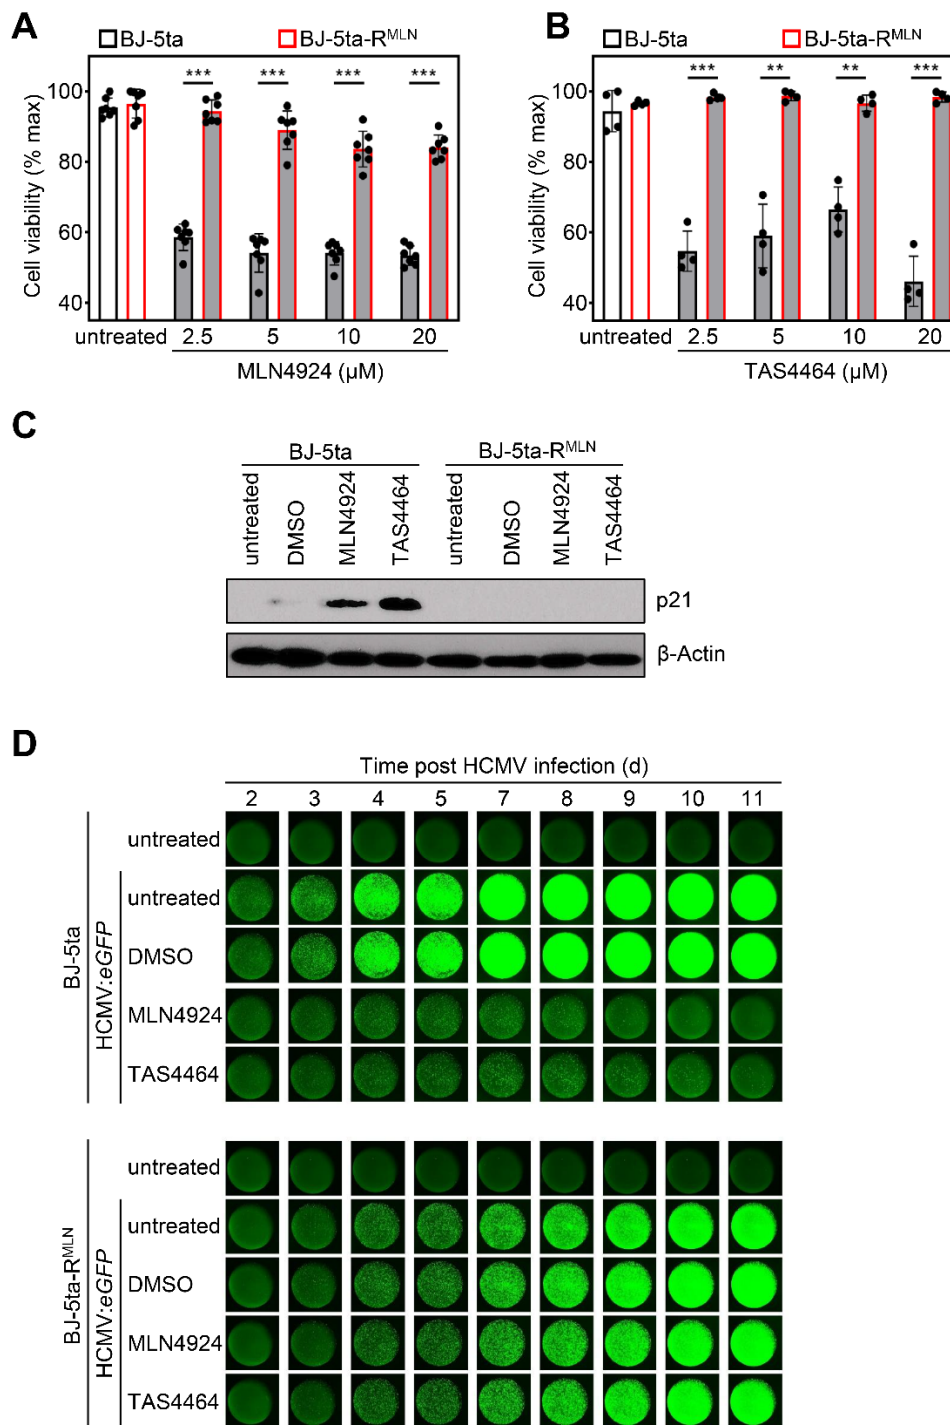 A
BJ-5ta
BJ-5ta-R^MLN
Cell viability (% max)
100
80
60
40
*** *** *** ***
untreated 2.5 5 10 20
MLN4924 (µM)
B
BJ-5ta
BJ-5ta-R^MLN
Cell viability (% max)
100
80
60
40
*** ** ** ***
untreated 2.5 5 10 20
TAS4464 (µM)
C
BJ-5ta BJ-5ta-R^MLN
untreated DMSO MLN4924 TAS4464 untreated DMSO MLN4924 TAS4464
p21
β-Actin
D
Time post HCMV infection (d)
2 3 4 5 7 8 9 10 11
BJ-5ta
untreated
HCMV:eGFP
untreated
DMSO
MLN4924
TAS4464
BJ-5ta-R^MLN
untreated
HCMV:eGFP
untreated
DMSO
MLN4924
TAS4464